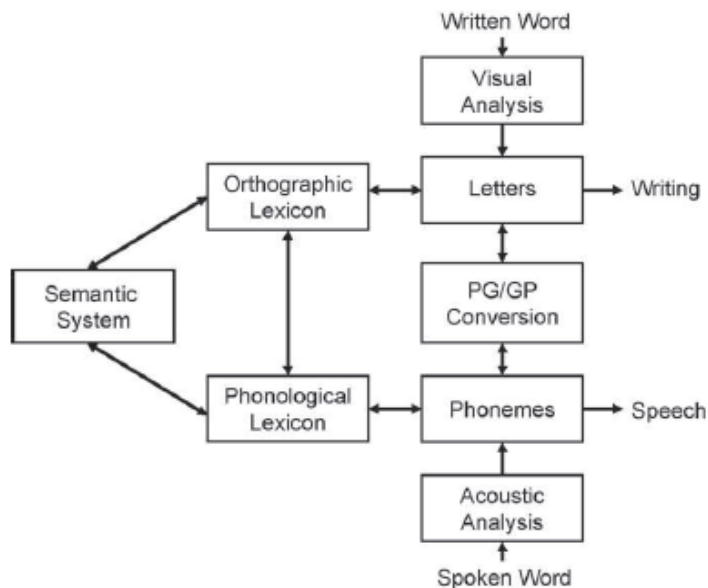 Written Word
Visual
Analysis
Orthographic
Lexicon
Letters
Writing
Semantic
System
PG/GP
Conversion
Phonological
Lexicon
Phonemes
Speech
Acoustic
Analysis
Spoken Word